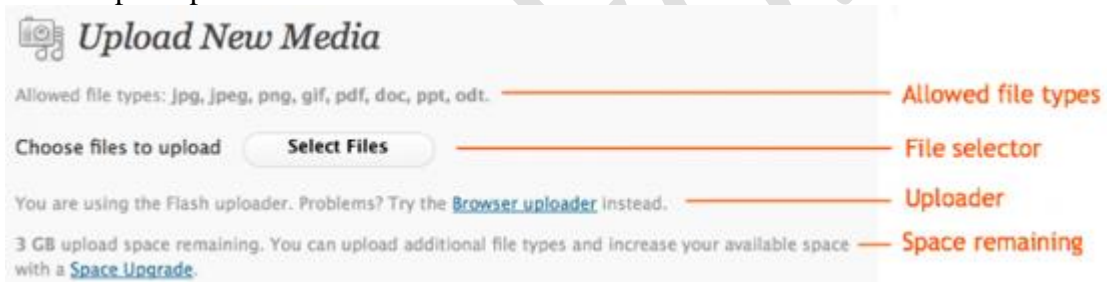 Upload New Media
Allowed file types: jpg, jpeg, png, gif, pdf, doc, ppt, odt.
Allowed file types
Choose files to upload Select Files
File selector
You are using the Flash uploader. Problems? Try the Browser uploader instead.
Uploader
3 GB upload space remaining. You can upload additional file types and increase your available space
Space remaining
with a Space Upgrade.